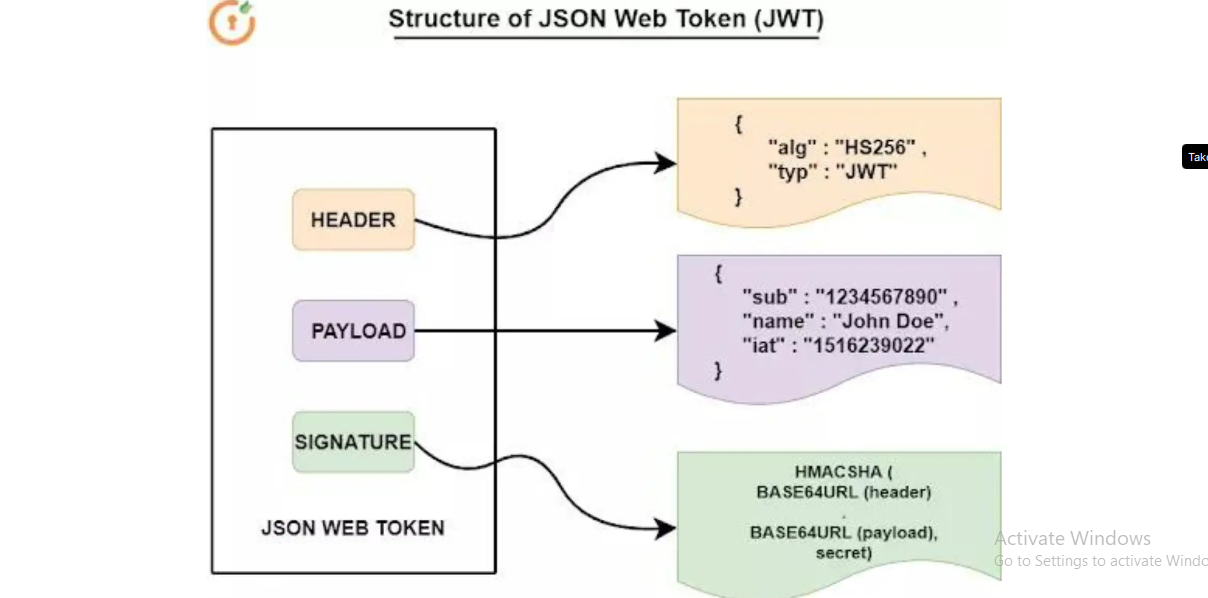 Structure of JSON Web Token (JWT)
{
"alg" : "HS256" ,
"typ" : "JWT"
}
HEADER
{
"sub" : "1234567890" ,
"name" : "John Doe",
"iat" : "1516239022"
}
PAYLOAD
SIGNATURE
JSON WEB TOKEN
HMACSHA (
BASE64URL (header)
.
BASE64URL (payload),
secret)
Activate Windows
Go to Settings to activate Windo
Take